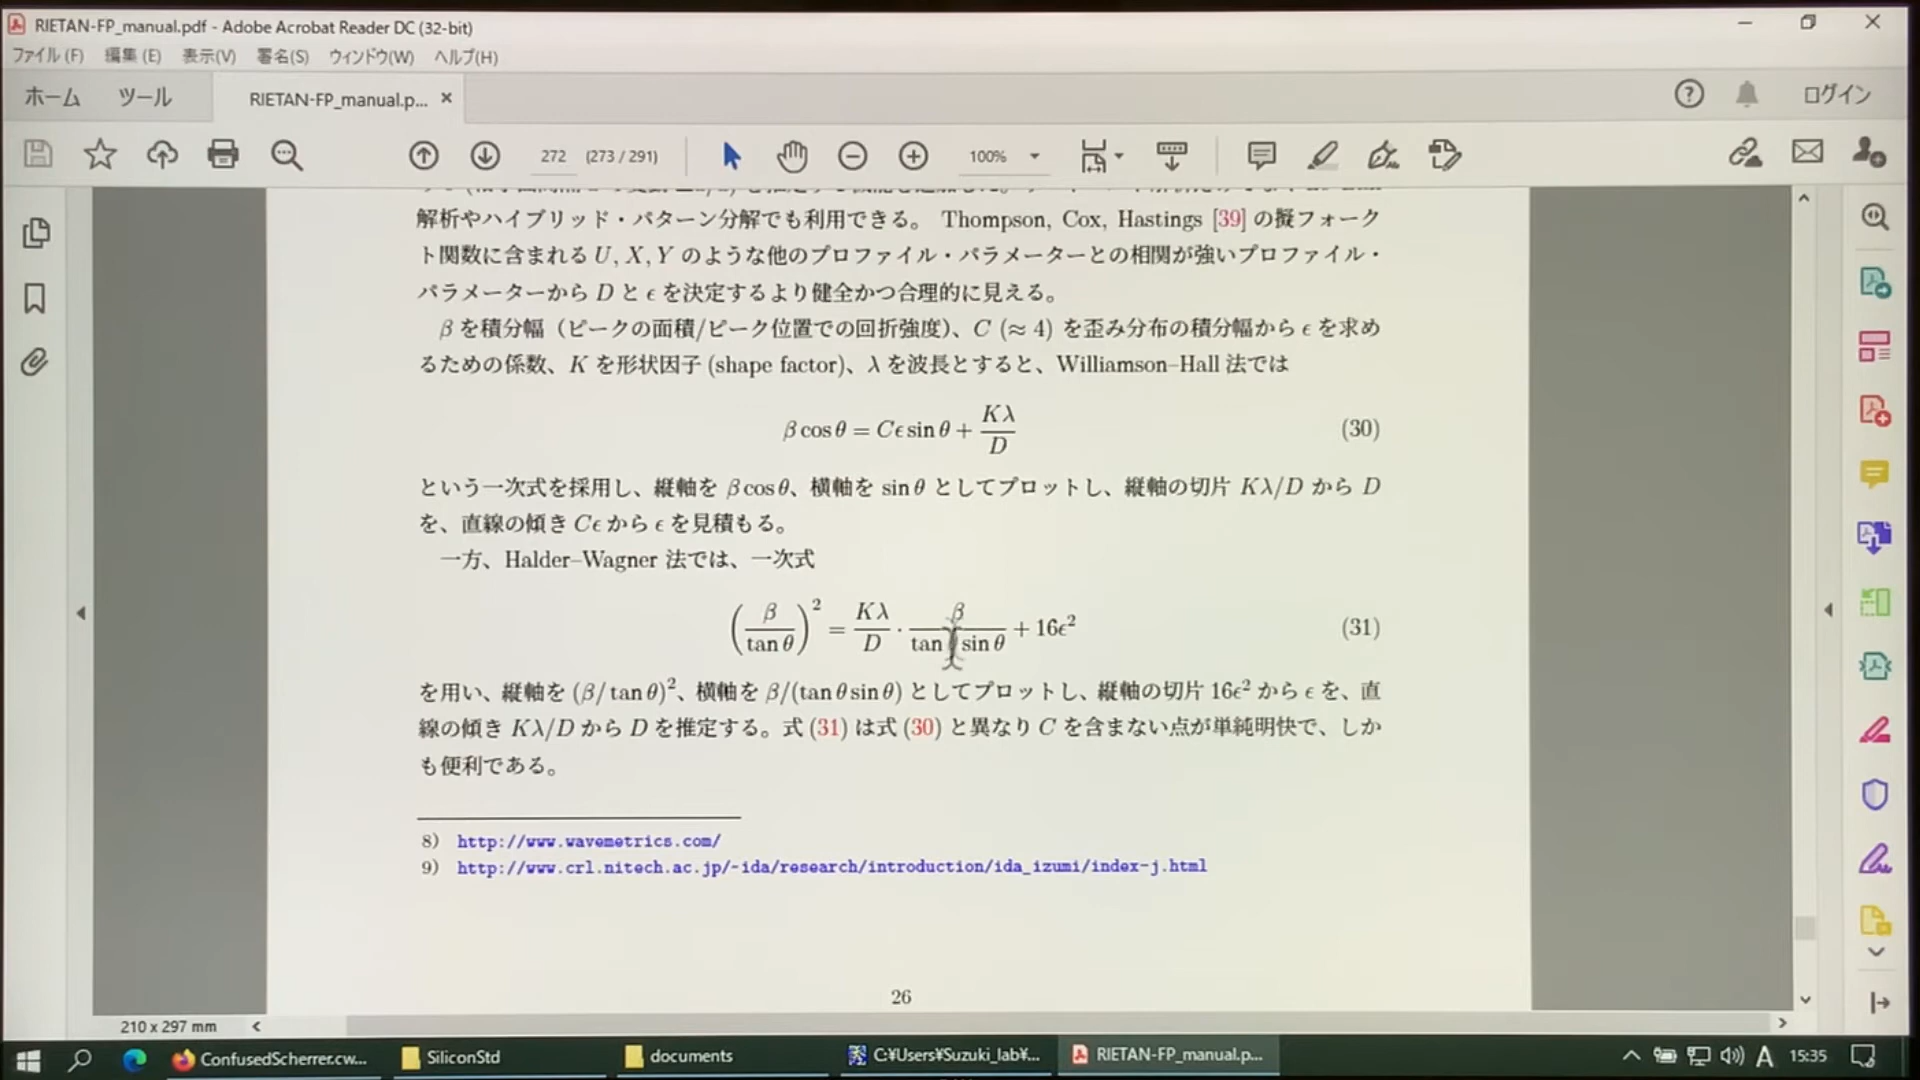 RIETAN-FP_manual.pdf - Adobe Acrobat Reader DC (32-bit)
ファイル(F) 編集(E) 表示(V) 署名(S) ウィンドウ(W) ヘルプ(H)
ホーム ツール RIETAN-FP_manual.p... × ログイン
272 (273 / 291) 100%
解析やハイブリッド・パターン分解でも利用できる。 Thompson, Cox, Hastings [39] の擬フォーク
ト関数に含まれる U, X, Y のような他のプロファイル・パラメーターとの相関が強いプロファイル・
パラメーターから D と ϵ を決定するより健全かつ合理的に見える。
β を積分幅（ピークの面積/ピーク位置での回折強度）、C (≈ 4) を歪み分布の積分幅から ϵ を求め
るための係数、K を形状因子 (shape factor)、λ を波長とすると、Williamson–Hall 法では
β cos θ = Cϵ sin θ + Kλ/D (30)
という一次式を採用し、縦軸を β cos θ、横軸を sin θ としてプロットし、縦軸の切片 Kλ/D から D
を、直線の傾き Cϵ から ϵ を見積もる。
一方、Halder–Wagner 法では、一次式
(β/tan θ)² = Kλ/D · β/(tan θ sin θ) + 16ϵ² (31)
を用い、縦軸を (β/ tan θ)²、横軸を β/(tan θ sin θ) としてプロットし、縦軸の切片 16ϵ² から ϵ を、直
線の傾き Kλ/D から D を推定する。式 (31) は式 (30) と異なり C を含まない点が単純明快で、しか
も便利である。
8) http://www.wavemetrics.com/
9) http://www.crl.nitech.ac.jp/~ida/research/introduction/ida_izumi/index-j.html
26
210 x 297 mm
ConfusedScherrer.cw... SiliconStd documents C:¥Users¥Suzuki_lab¥... RIETAN-FP_manual.p... A 15:35